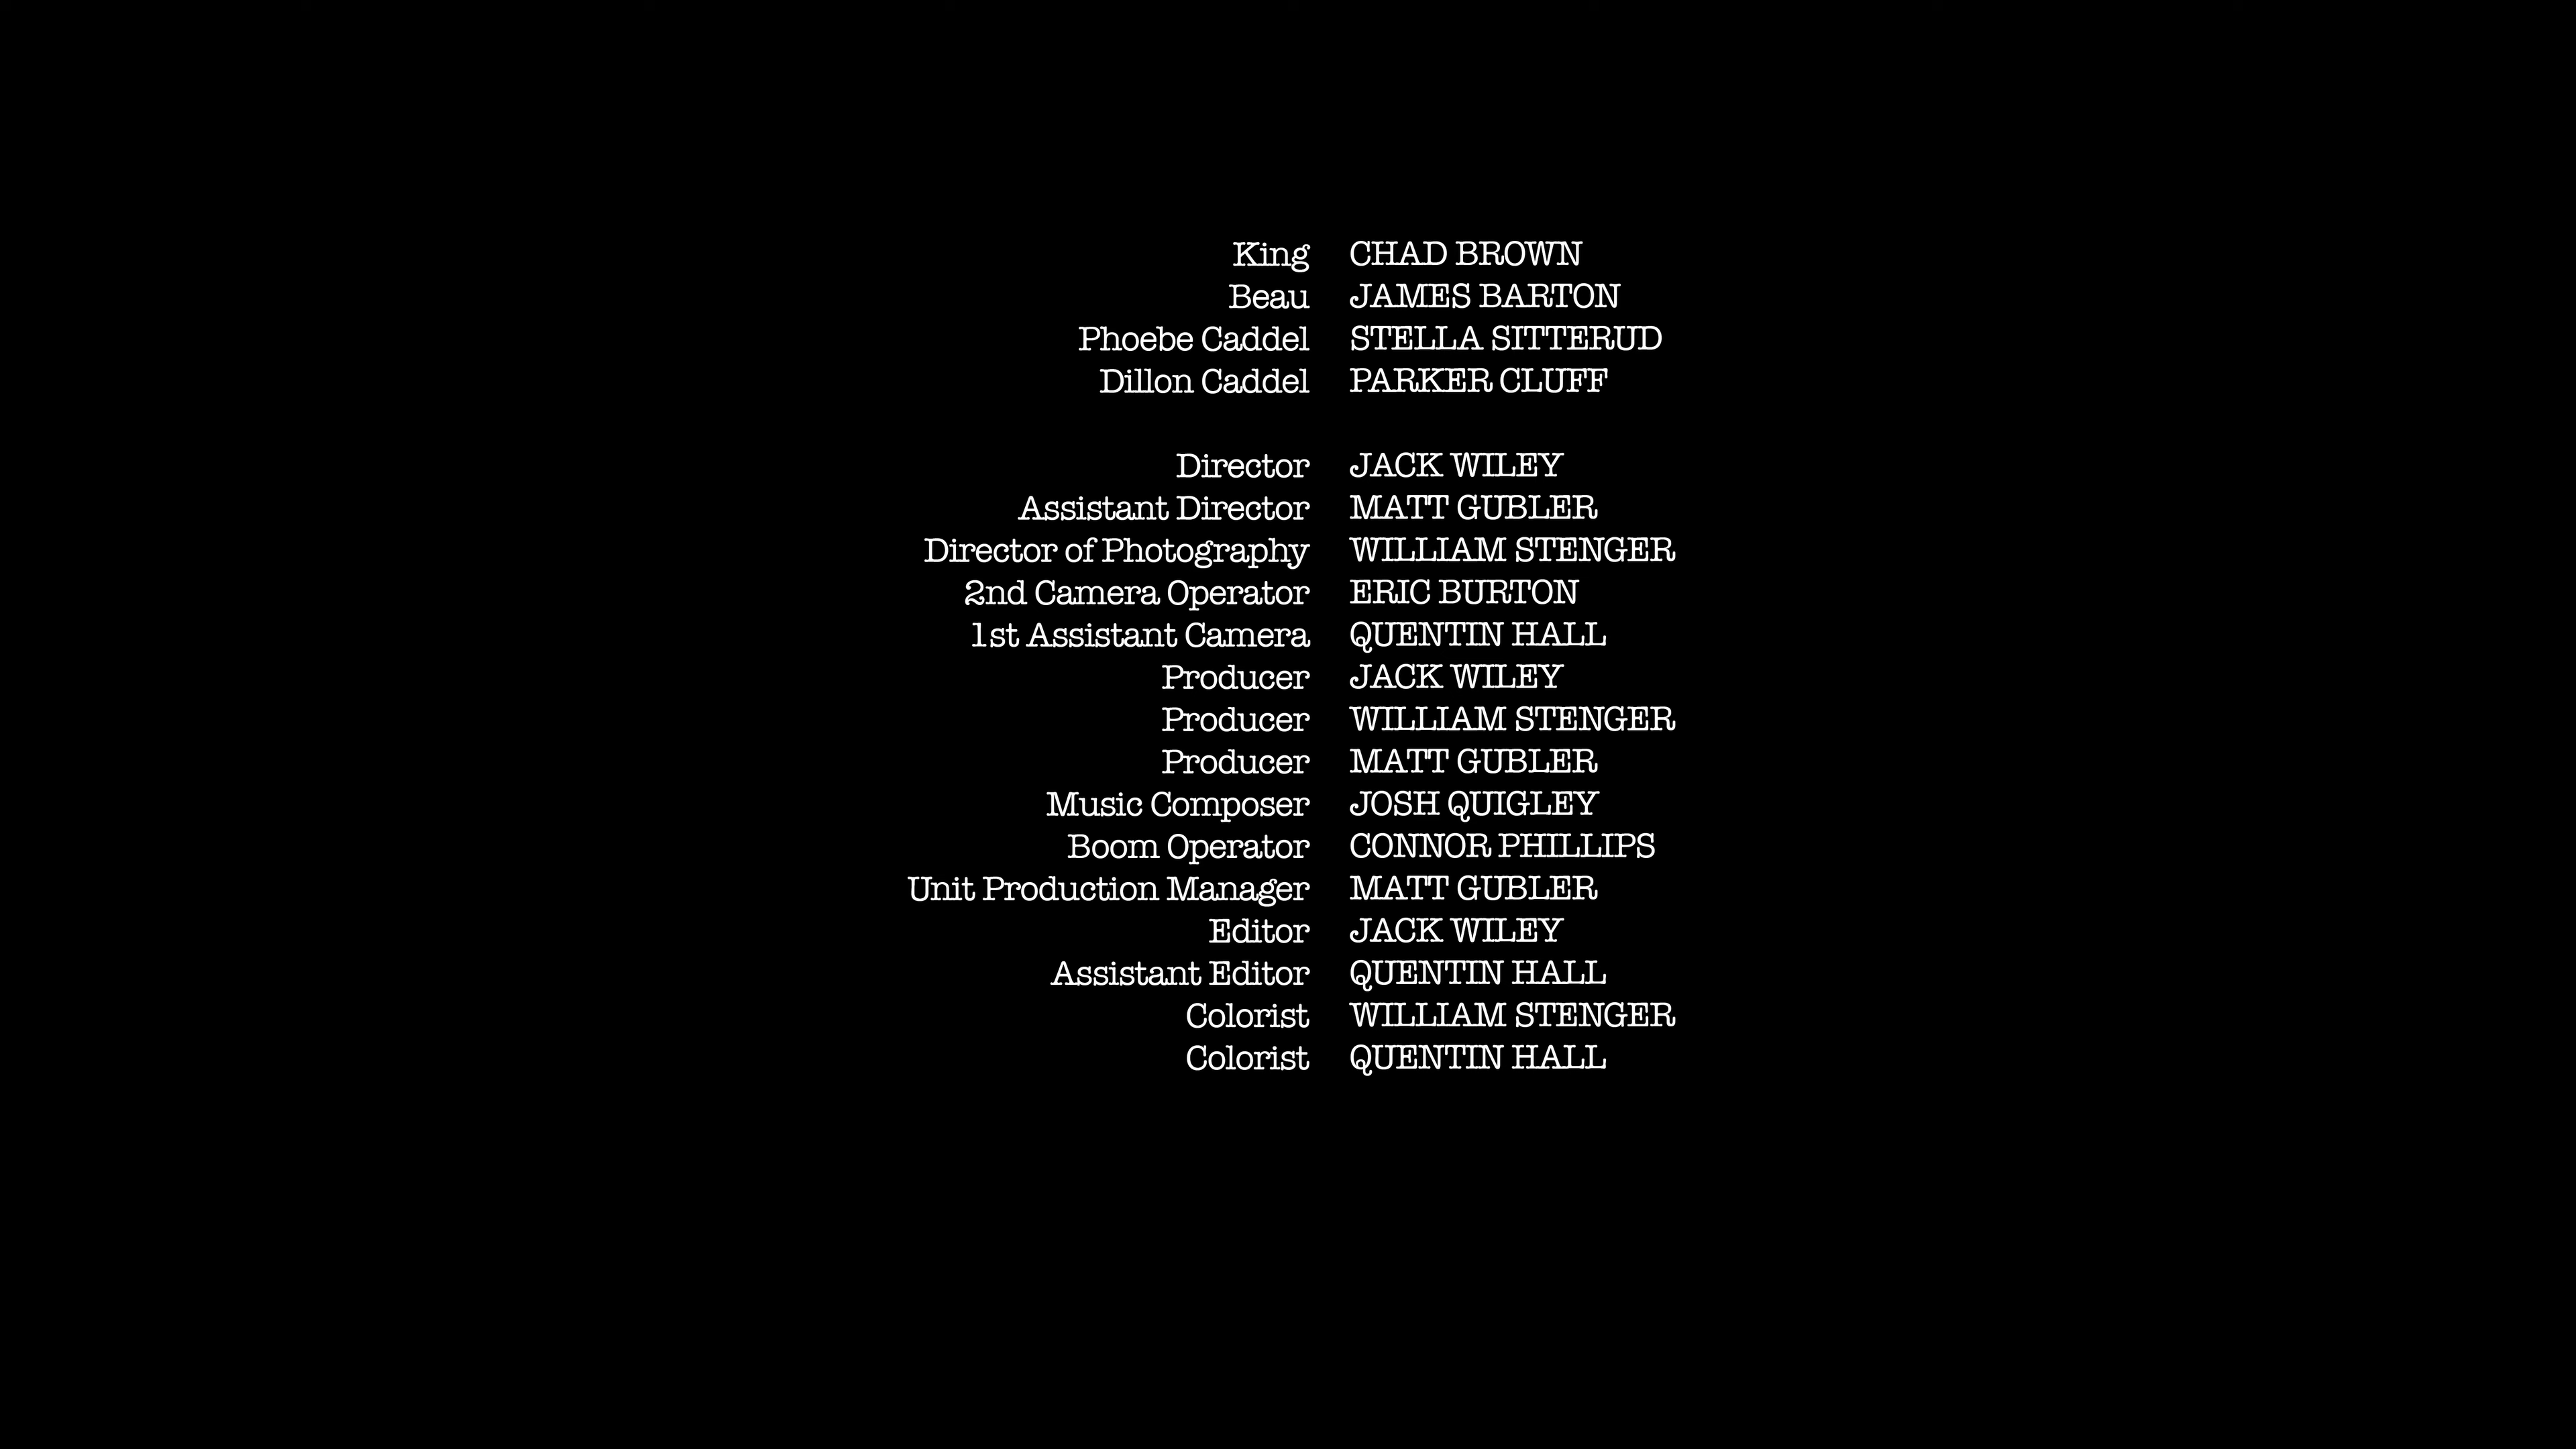 King CHAD BROWN
Beau JAMES BARTON
Phoebe Caddel STELLA SITTERUD
Dillon Caddel PARKER CLUFF
Director JACK WILEY
Assistant Director MATT GUBLER
Director of Photography WILLIAM STENGER
2nd Camera Operator ERIC BURTON
1st Assistant Camera QUENTIN HALL
Producer JACK WILEY
Producer WILLIAM STENGER
Producer MATT GUBLER
Music Composer JOSH QUIGLEY
Boom Operator CONNOR PHILLIPS
Unit Production Manager MATT GUBLER
Editor JACK WILEY
Assistant Editor QUENTIN HALL
Colorist WILLIAM STENGER
Colorist QUENTIN HALL